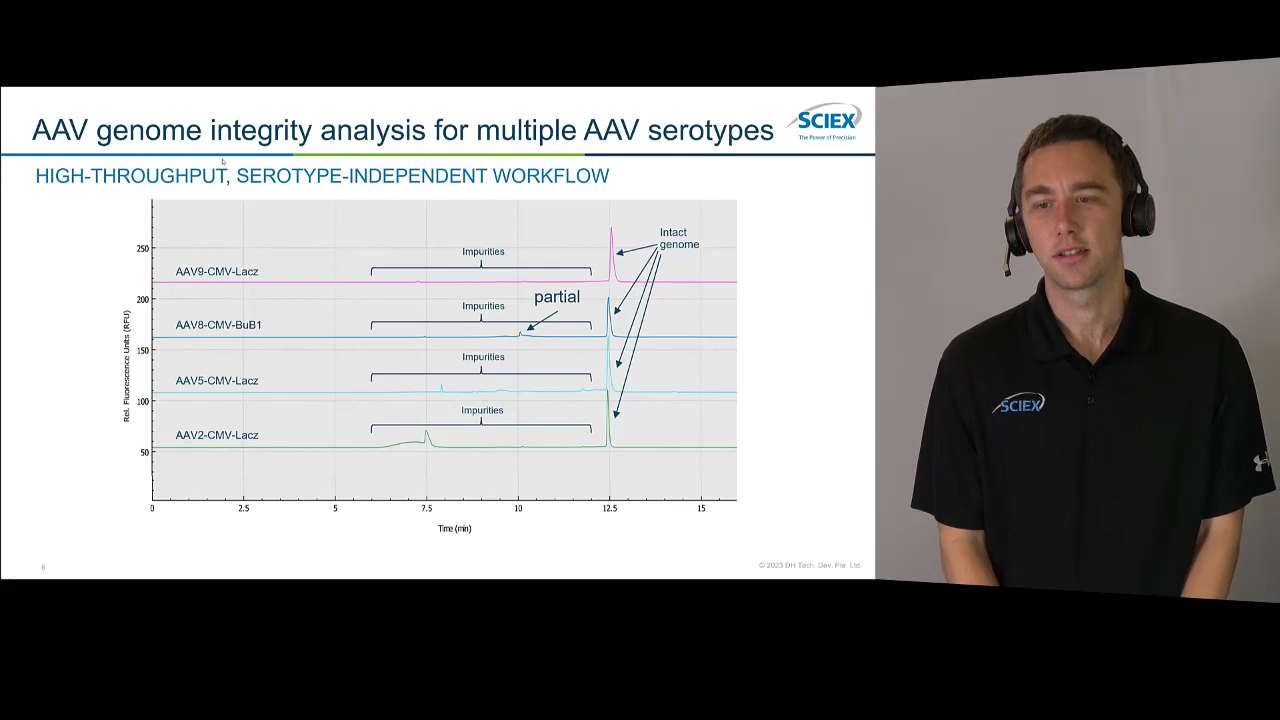 AAV genome integrity analysis for multiple AAV serotypes
SCIEX
The Power of Precision
HIGH-THROUGHPUT, SEROTYPE-INDEPENDENT WORKFLOW
Rel. Fluorescence Units (RFU)
250
200
150
100
50
AAV9-CMV-Lacz
Impurities
Intact
genome
AAV8-CMV-BuB1
Impurities
partial
AAV5-CMV-Lacz
Impurities
AAV2-CMV-Lacz
Impurities
0
2.5
5
7.5
10
12.5
15
Time (min)
6
© 2023 DH Tech. Dev. Pte. Ltd.
SCIEX